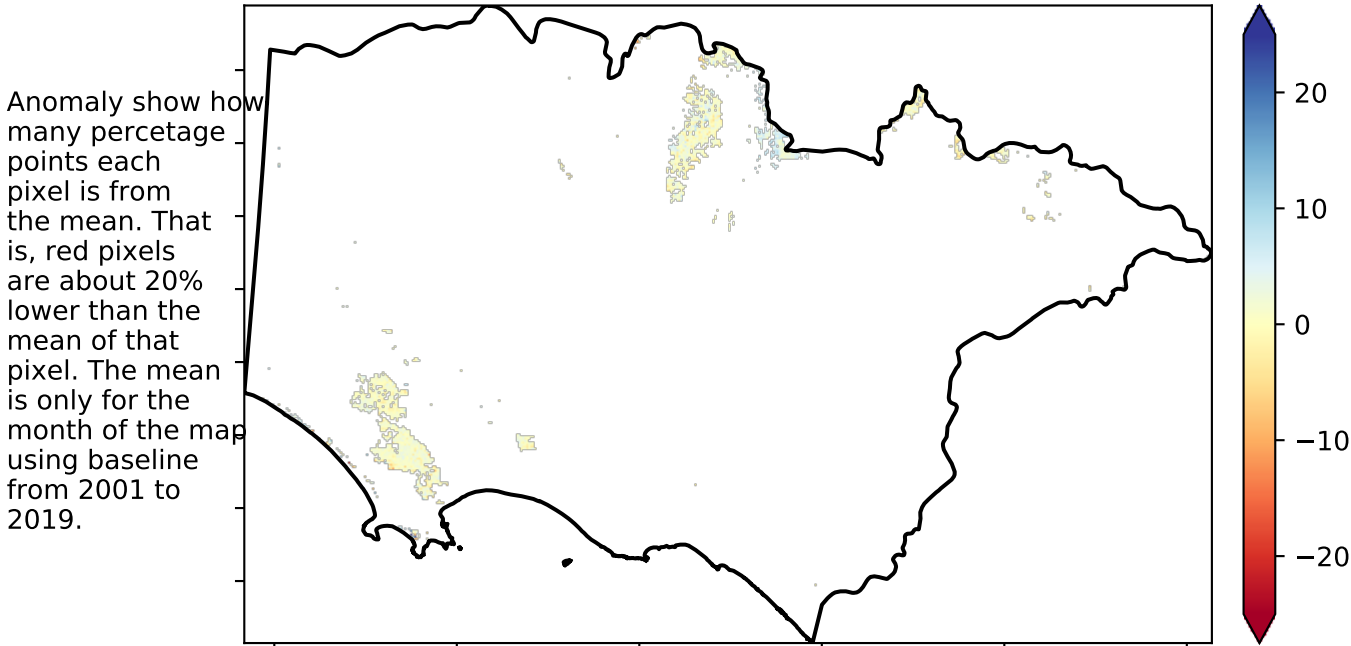 Anomaly show how
many percetage
points each
pixel is from
the mean. That
is, red pixels
are about 20%
lower than the
mean of that
pixel. The mean
is only for the
month of the map
using baseline
from 2001 to
2019.
20
10
0
−10
−20